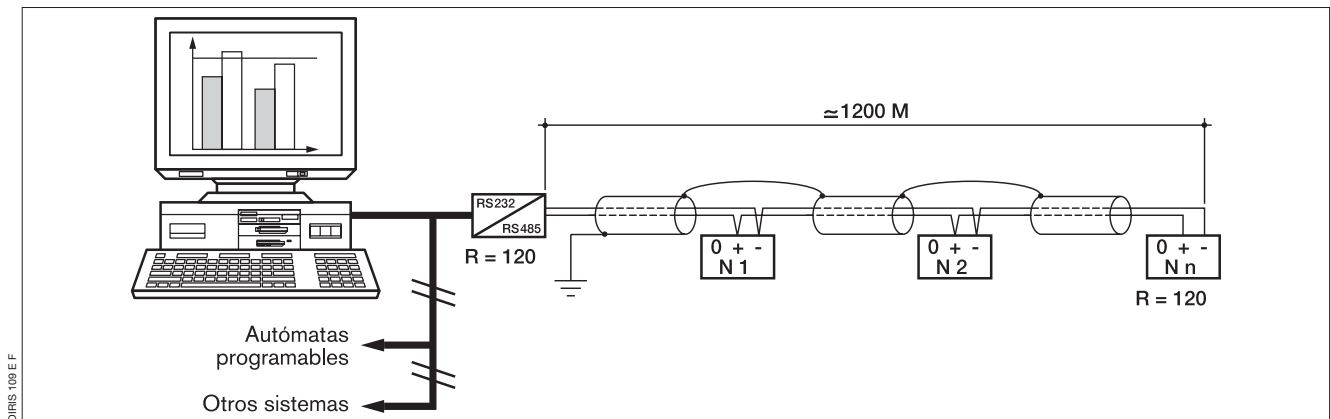 ≃1200 M
RS232
RS485
R = 120
0 + -
N 1
0 + -
N 2
0 + -
N n
R = 120
Autómatas
programables
Otros sistemas
DIRIS 109 E F